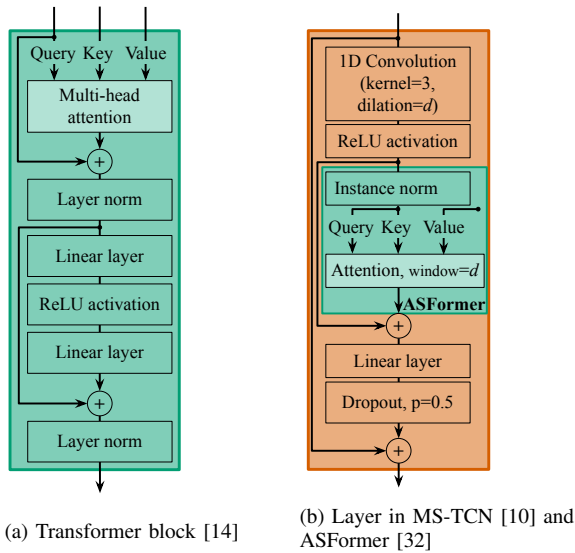 Query Key Value
Multi-head
attention
+
Layer norm
Linear layer
ReLU activation
Linear layer
+
Layer norm
(a) Transformer block [14]
1D Convolution
(kernel=3,
dilation=d)
ReLU activation
Instance norm
Query Key Value
Attention, window=d
ASFormer
+
Linear layer
Dropout, p=0.5
+
(b) Layer in MS-TCN [10] and
ASFormer [32]